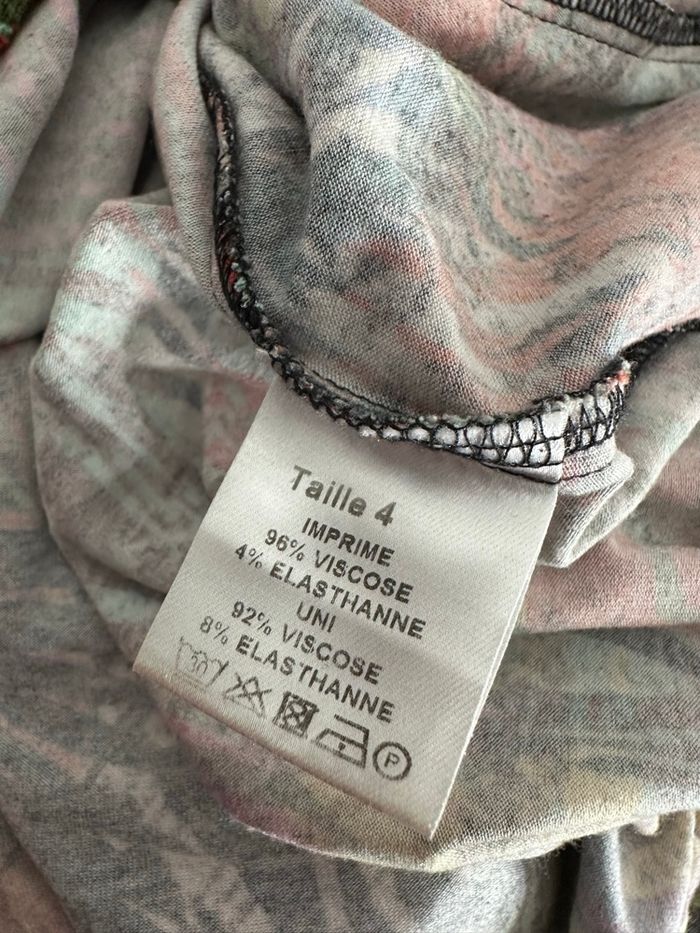 Taille 4
IMPRIME
96% VISCOSE
4% ELASTHANNE
UNI
92% VISCOSE
8% ELASTHANNE
P